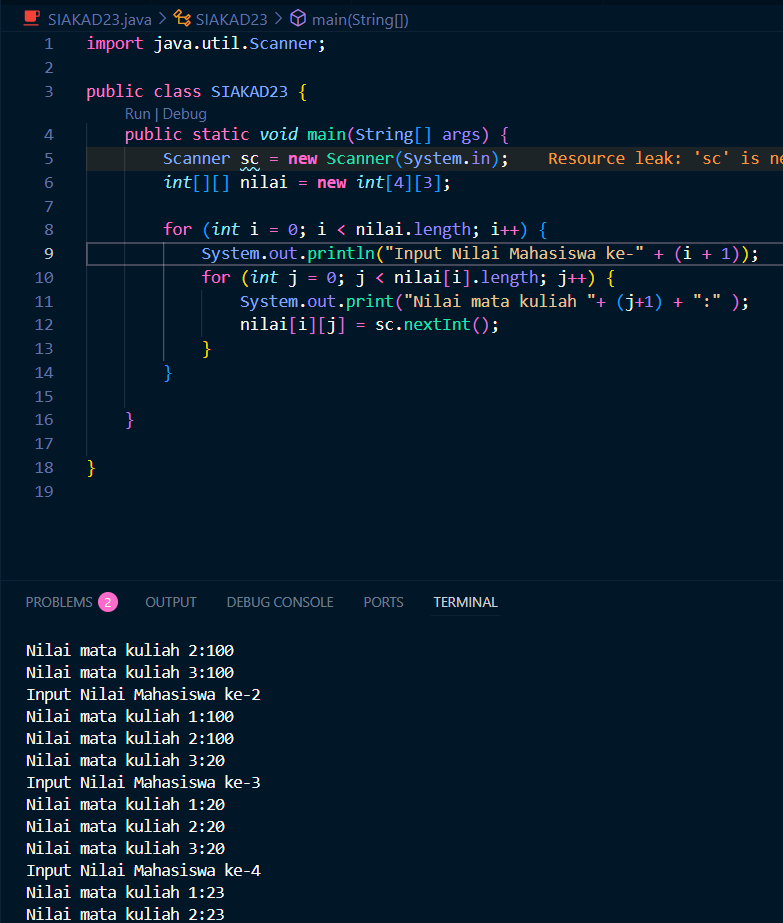 SIAKAD23.java > SIAKAD23 > main(String[])
1 import java.util.Scanner;
2
3 public class SIAKAD23 {
Run | Debug
4 public static void main(String[] args) {
5 Scanner sc = new Scanner(System.in); Resource leak: 'sc' is ne
6 int[][] nilai = new int[4][3];
7
8 for (int i = 0; i < nilai.length; i++) {
9 System.out.println("Input Nilai Mahasiswa ke-" + (i + 1));
10 for (int j = 0; j < nilai[i].length; j++) {
11 System.out.print("Nilai mata kuliah "+ (j+1) + ":" );
12 nilai[i][j] = sc.nextInt();
13 }
14 }
15
16 }
17
18 }
19
PROBLEMS 2 OUTPUT DEBUG CONSOLE PORTS TERMINAL
Nilai mata kuliah 2:100
Nilai mata kuliah 3:100
Input Nilai Mahasiswa ke-2
Nilai mata kuliah 1:100
Nilai mata kuliah 2:100
Nilai mata kuliah 3:20
Input Nilai Mahasiswa ke-3
Nilai mata kuliah 1:20
Nilai mata kuliah 2:20
Nilai mata kuliah 3:20
Input Nilai Mahasiswa ke-4
Nilai mata kuliah 1:23
Nilai mata kuliah 2:23